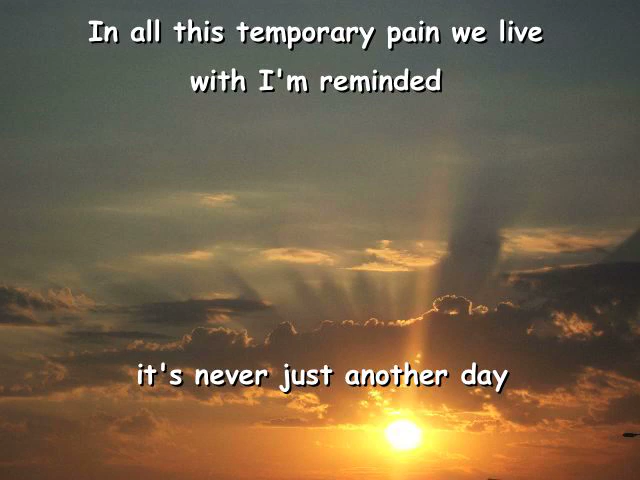 In all this temporary pain we live
with I'm reminded
it's never just another day